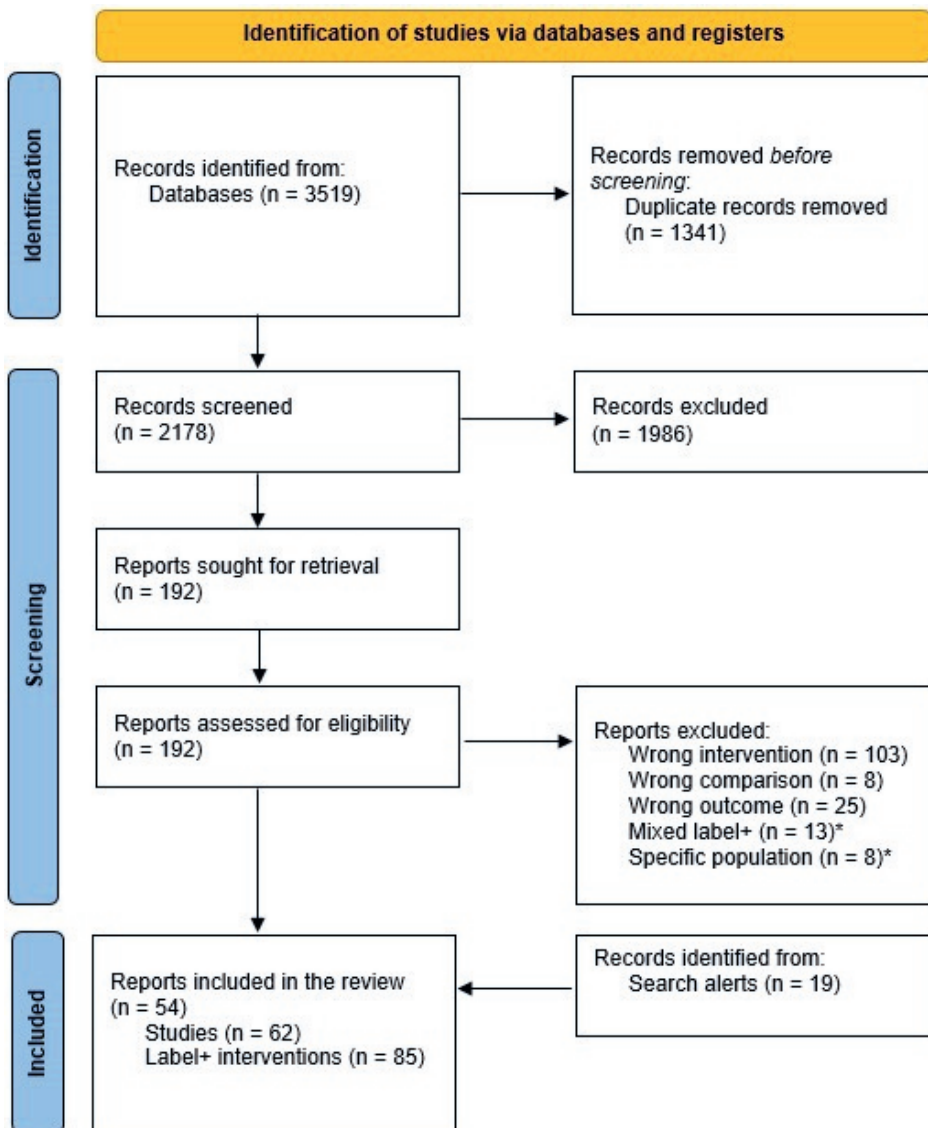 Identification of studies via databases and registers
Identification
Records identified from:
Databases (n = 3519)
Records removed before
screening:
Duplicate records removed
(n = 1341)
Screening
Records screened
(n = 2178)
Records excluded
(n = 1986)
Reports sought for retrieval
(n = 192)
Reports assessed for eligibility
(n = 192)
Reports excluded:
Wrong intervention (n = 103)
Wrong comparison (n = 8)
Wrong outcome (n = 25)
Mixed label+ (n = 13)*
Specific population (n = 8)*
Included
Reports included in the review
(n = 54)
Studies (n = 62)
Label+ interventions (n = 85)
Records identified from:
Search alerts (n = 19)